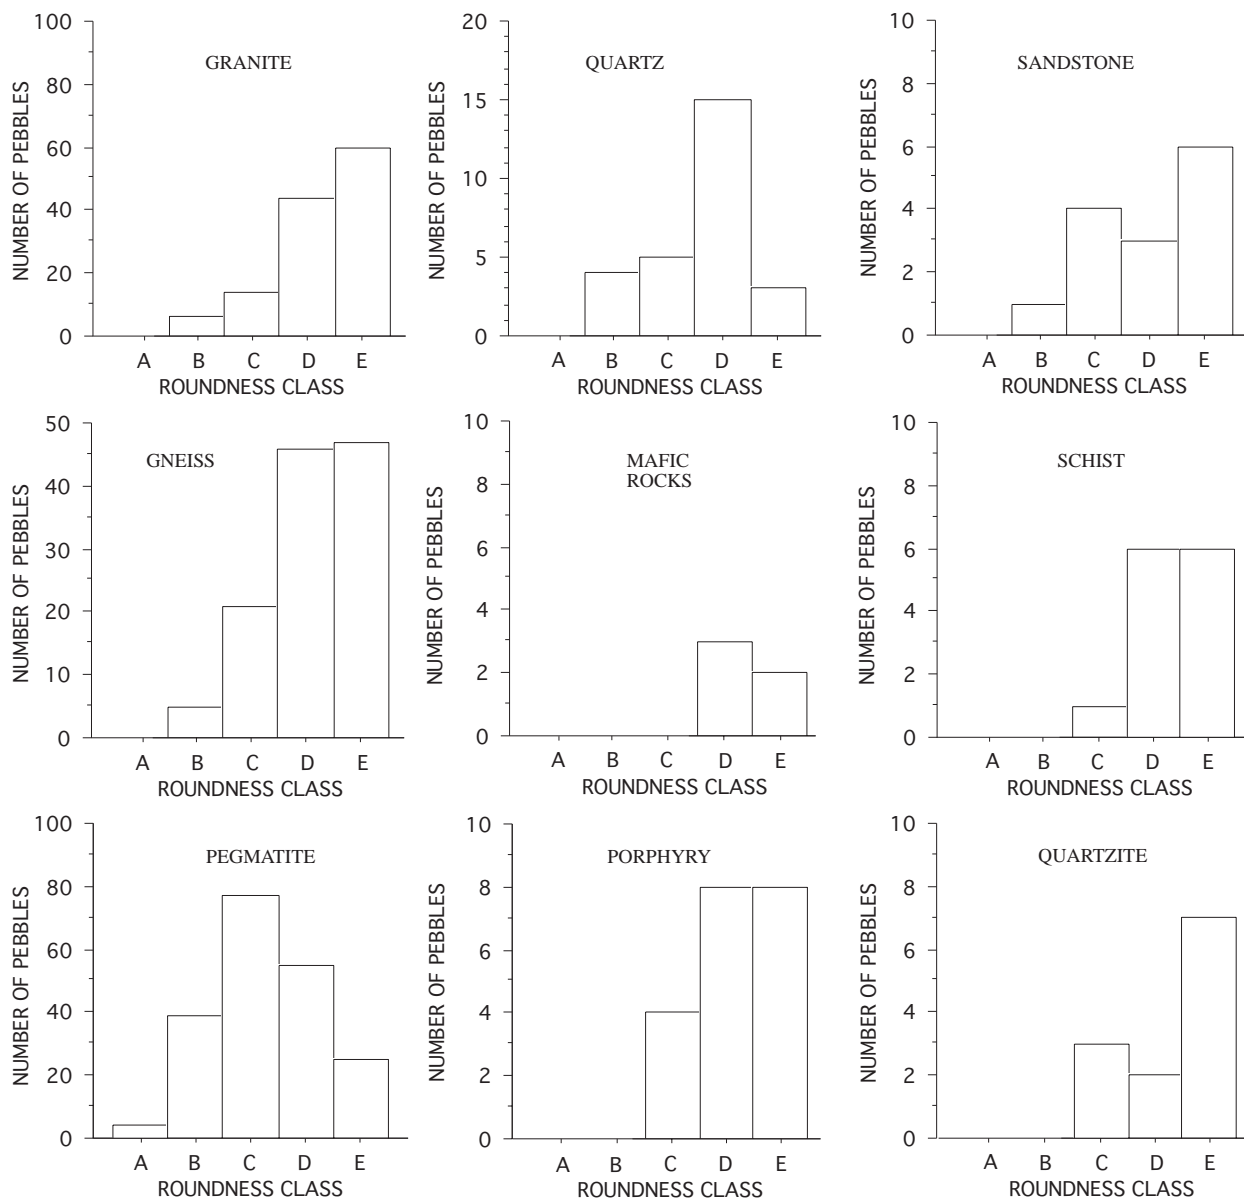 GRANITE
NUMBER OF PEBBLES
100
80
60
40
20
0
A B C D E
ROUNDNESS CLASS
QUARTZ
NUMBER OF PEBBLES
20
15
10
5
0
A B C D E
ROUNDNESS CLASS
SANDSTONE
NUMBER OF PEBBLES
10
8
6
4
2
0
A B C D E
ROUNDNESS CLASS
GNEISS
NUMBER OF PEBBLES
50
40
30
20
10
0
A B C D E
ROUNDNESS CLASS
MAFIC
ROCKS
NUMBER OF PEBBLES
10
8
6
4
2
0
A B C D E
ROUNDNESS CLASS
SCHIST
NUMBER OF PEBBLES
10
8
6
4
2
0
A B C D E
ROUNDNESS CLASS
PEGMATITE
NUMBER OF PEBBLES
100
80
60
40
20
0
A B C D E
ROUNDNESS CLASS
PORPHYRY
NUMBER OF PEBBLES
10
8
6
4
2
0
A B C D E
ROUNDNESS CLASS
QUARTZITE
NUMBER OF PEBBLES
10
8
6
4
2
0
A B C D E
ROUNDNESS CLASS